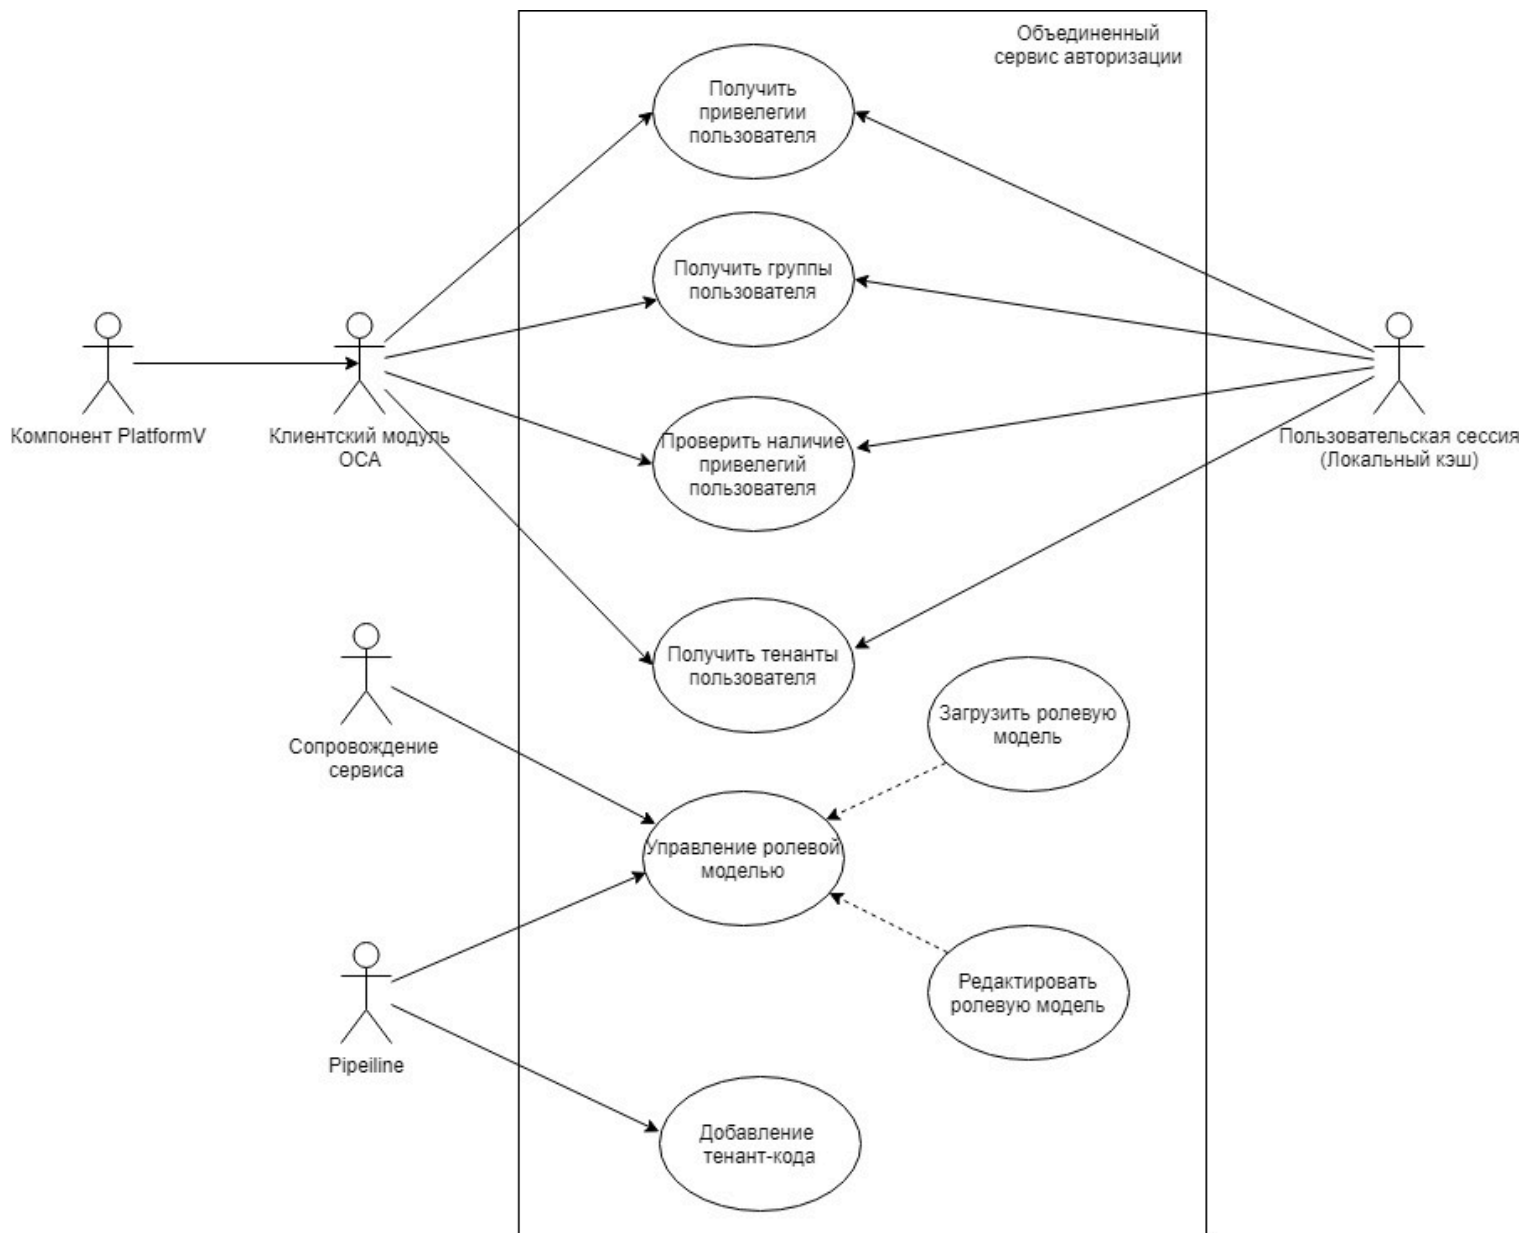 Объединенный
сервис авторизации
Получить
привелегии
пользователя
Получить группы
пользователя
Компонент PlatformV
Клиентский модуль
ОСА
Проверить наличие
привелегий
пользователя
Пользовательская сессия
(Локальный кэш)
Получить тенанты
пользователя
Загрузить ролевую
модель
Сопровождение
сервиса
Управление ролевой
моделью
Редактировать
ролевую модель
Pipeiline
Добавление
тенант-кода